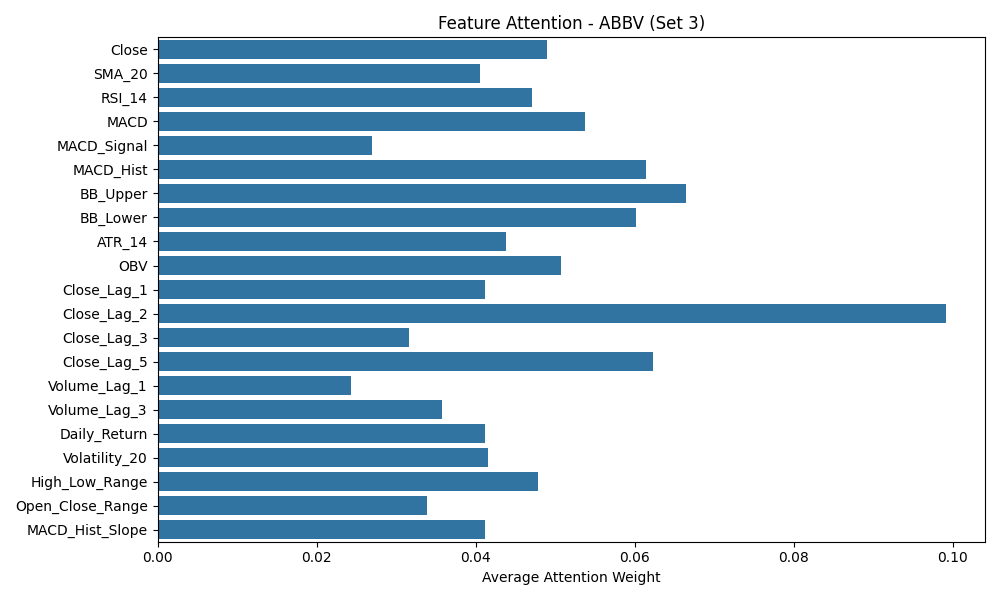 Feature Attention - ABBV (Set 3)
Close
SMA_20
RSI_14
MACD
MACD_Signal
MACD_Hist
BB_Upper
BB_Lower
ATR_14
OBV
Close_Lag_1
Close_Lag_2
Close_Lag_3
Close_Lag_5
Volume_Lag_1
Volume_Lag_3
Daily_Return
Volatility_20
High_Low_Range
Open_Close_Range
MACD_Hist_Slope
0.00 0.02 0.04 0.06 0.08 0.10
Average Attention Weight